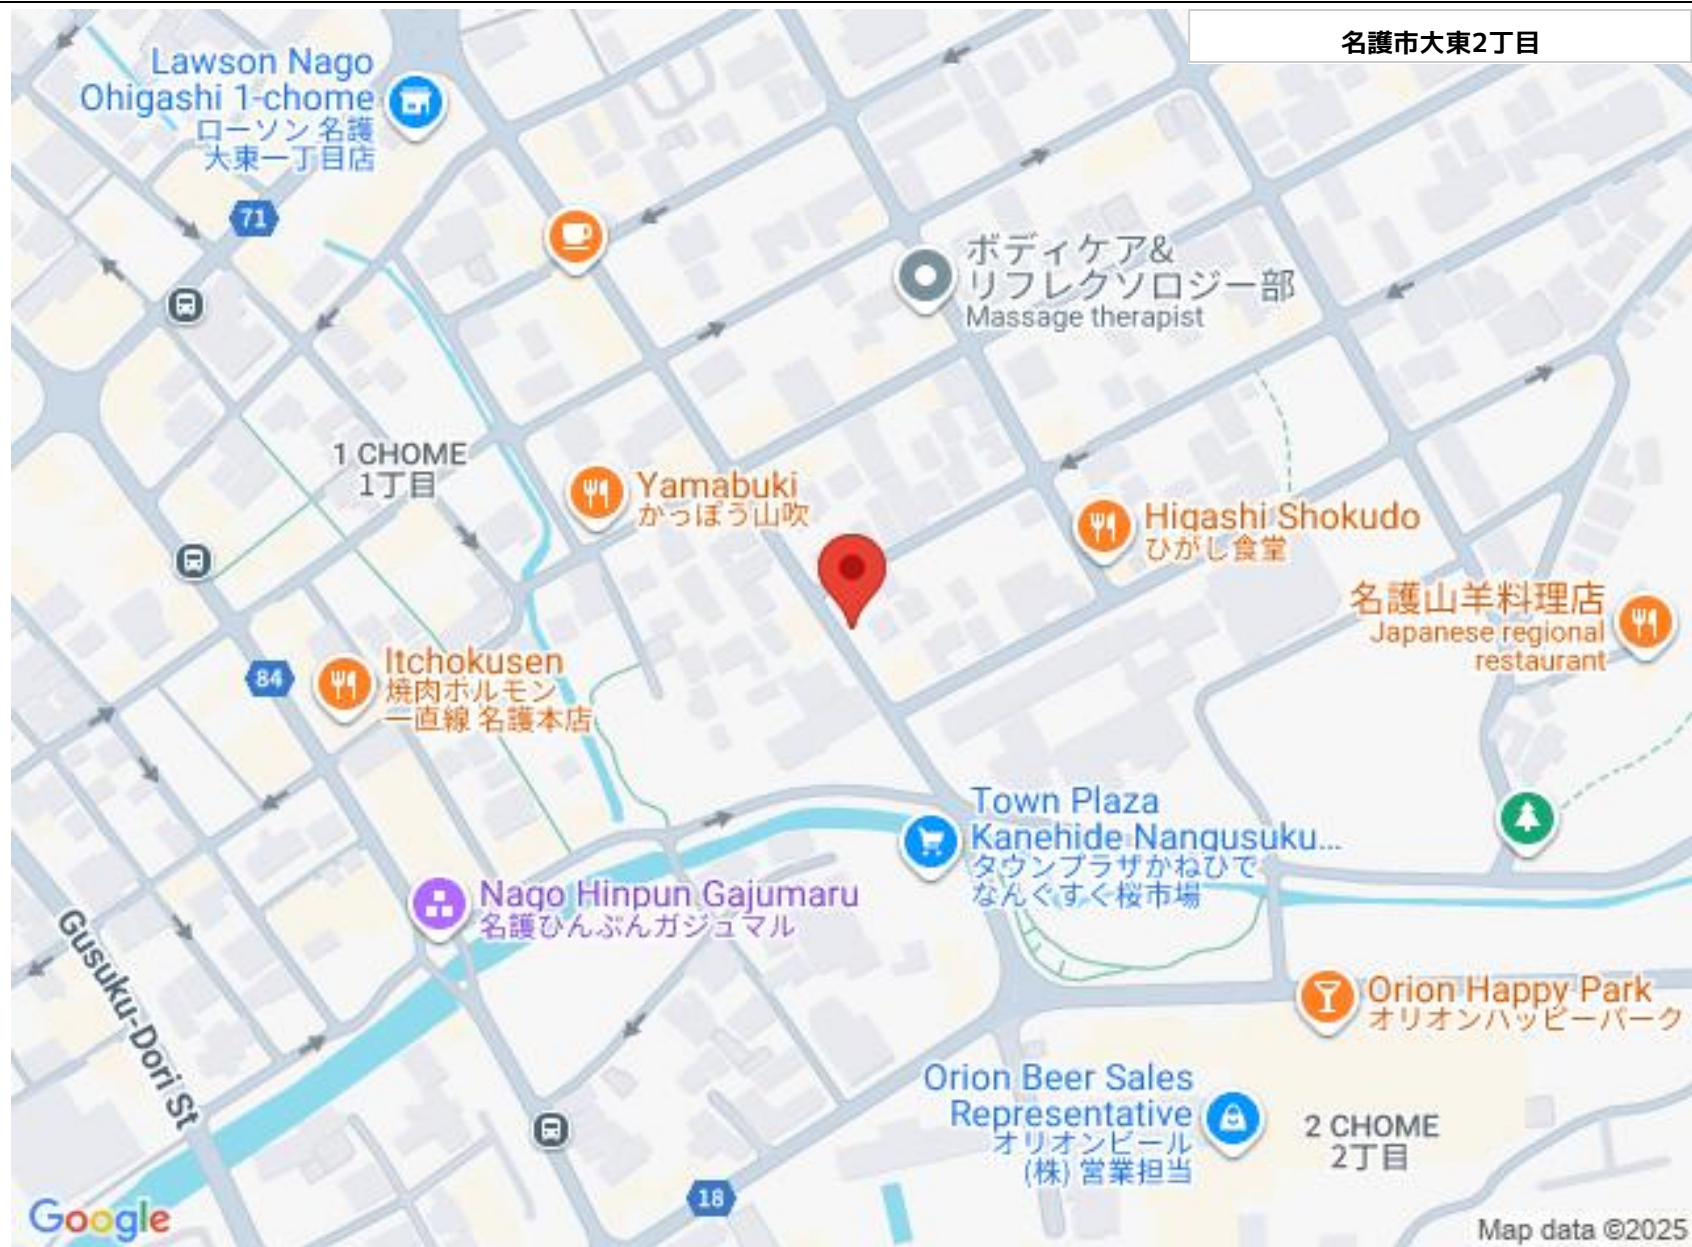 名護市大東2丁目
Lawson Nago
Ohigashi 1-chome
ローソン 名護
大東一丁目店
71
ボディケア&
リフレクソロジー部
Massage therapist
1 CHOME
1丁目
Yamabuki
かっぽう山吹
Higashi Shokudo
ひがし食堂
名護山羊料理店
Japanese regional
restaurant
84
Itchokusen
焼肉ホルモン
一直線 名護本店
Town Plaza
Kanehide Nangusuku...
タウンプラザかねひで
なんぐすく桜市場
Nago Hinpun Gajumaru
名護ひんぷんガジュマル
Gusuku-Dori St
Orion Happy Park
オリオンハッピーパーク
Orion Beer Sales
Representative
オリオンビール
(株) 営業担当
2 CHOME
2丁目
18
Google
Map data ©2025